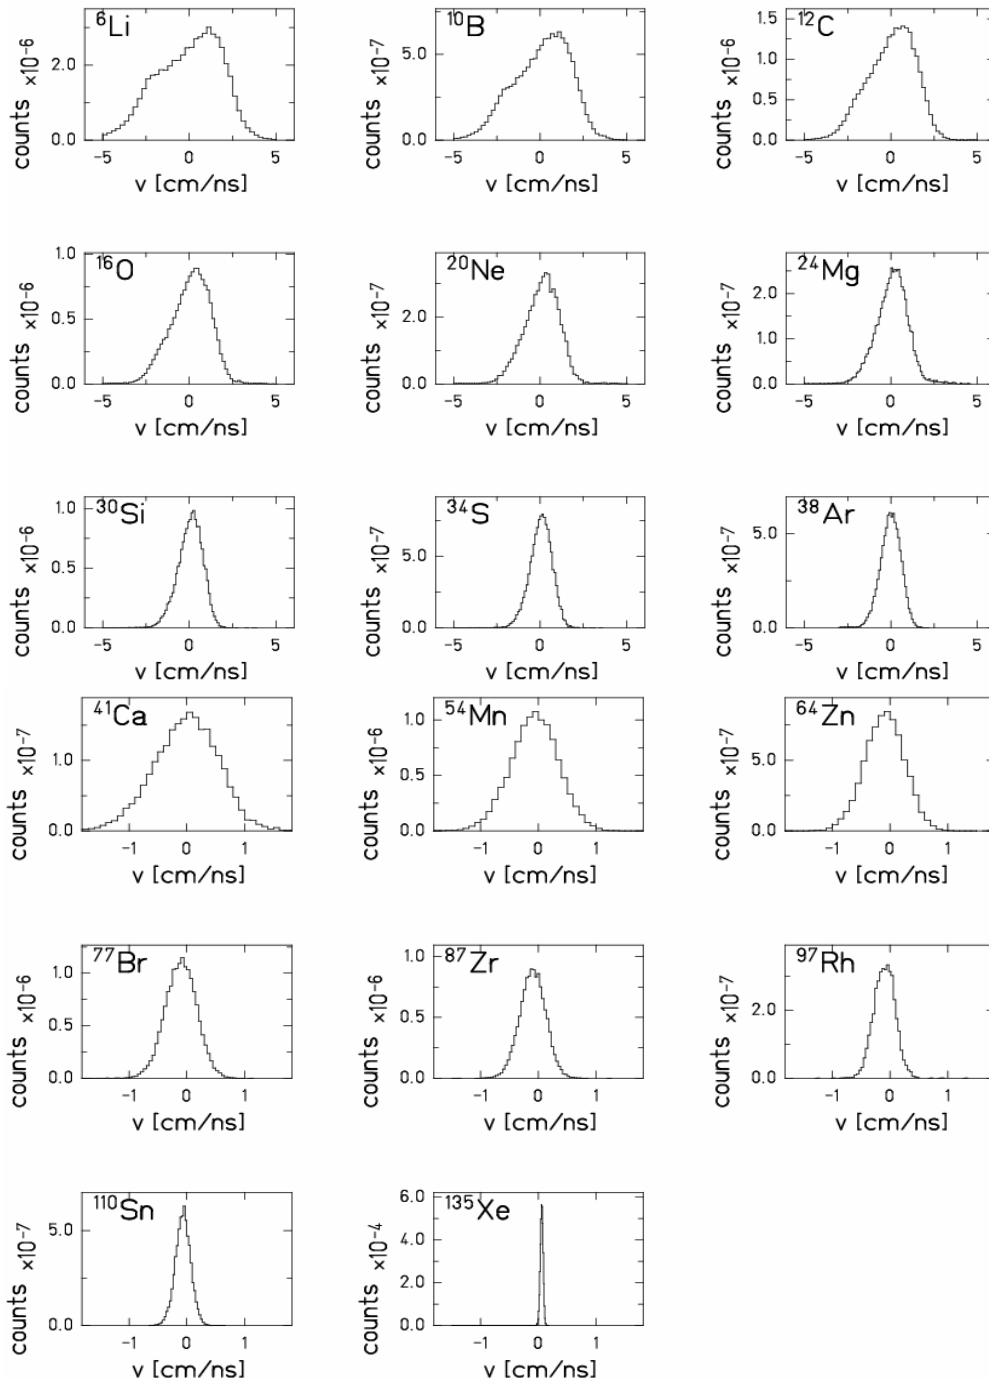 ⁶Li
counts ×10-6
2.0
0.0
-5 0 5
v [cm/ns]
¹⁰B
counts ×10-7
5.0
0.0
-5 0 5
v [cm/ns]
¹²C
counts ×10-6
1.5
1.0
0.5
0.0
-5 0 5
v [cm/ns]
¹⁶O
counts ×10-6
1.0
0.5
0.0
-5 0 5
v [cm/ns]
²⁰Ne
counts ×10-7
2.0
0.0
-5 0 5
v [cm/ns]
²⁴Mg
counts ×10-7
2.0
0.0
-5 0 5
v [cm/ns]
³⁰Si
counts ×10-6
1.0
0.5
0.0
-5 0 5
v [cm/ns]
³⁴S
counts ×10-7
5.0
0.0
-5 0 5
v [cm/ns]
³⁸Ar
counts ×10-7
5.0
0.0
-5 0 5
v [cm/ns]
⁴¹Ca
counts ×10-7
1.0
0.0
-1 0 1
v [cm/ns]
⁵⁴Mn
counts ×10-6
1.0
0.5
0.0
-1 0 1
v [cm/ns]
⁶⁴Zn
counts ×10-7
5.0
0.0
-1 0 1
v [cm/ns]
⁷⁷Br
counts ×10-6
1.0
0.5
0.0
-1 0 1
v [cm/ns]
⁸⁷Zr
counts ×10-6
1.0
0.5
0.0
-1 0 1
v [cm/ns]
⁹⁷Rh
counts ×10-7
2.0
0.0
-1 0 1
v [cm/ns]
¹¹⁰Sn
counts ×10-7
5.0
0.0
-1 0 1
v [cm/ns]
¹³⁵Xe
counts ×10-4
6.0
4.0
2.0
0.0
-1 0 1
v [cm/ns]